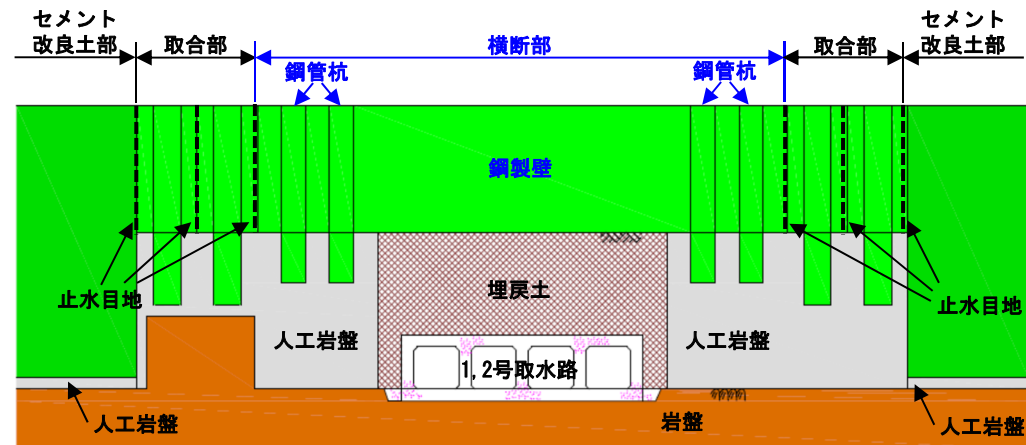 セメント
改良土部
取合部
横断部
取合部
セメント
改良土部
鋼管杭
鋼管杭
鋼製壁
止水目地
埋戻土
止水目地
人工岩盤
人工岩盤
1,2号取水路
人工岩盤
岩盤
人工岩盤